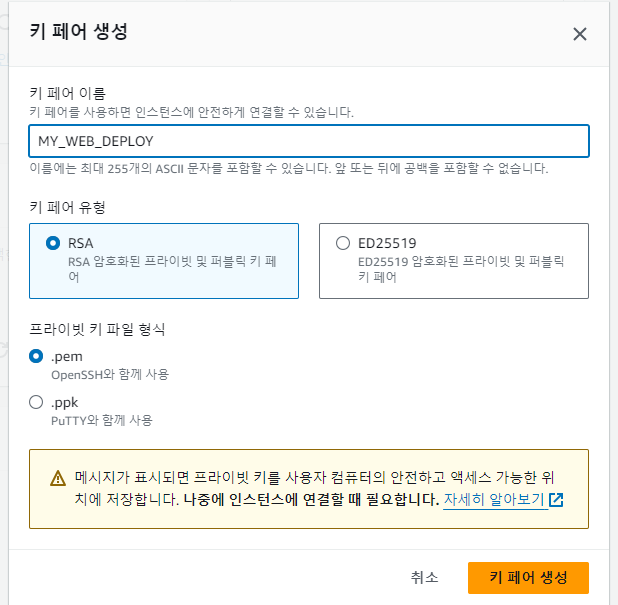 키 페어 생성
키 페어 이름
키 페어를 사용하면 인스턴스에 안전하게 연결할 수 있습니다.
MY_WEB_DEPLOY
이름에는 최대 255개의 ASCII 문자를 포함할 수 있습니다. 앞 또는 뒤에 공백을 포함할 수 없습니다.
키 페어 유형
RSA
RSA 암호화된 프라이빗 및 퍼블릭 키 페
어
ED25519
ED25519 암호화된 프라이빗 및 퍼블릭
키 페어
프라이빗 키 파일 형식
.pem
OpenSSH와 함께 사용
.ppk
PuTTY와 함께 사용
메시지가 표시되면 프라이빗 키를 사용자 컴퓨터의 안전하고 액세스 가능한 위
치에 저장합니다. 나중에 인스턴스에 연결할 때 필요합니다. 자세히 알아보기
취소
키 페어 생성